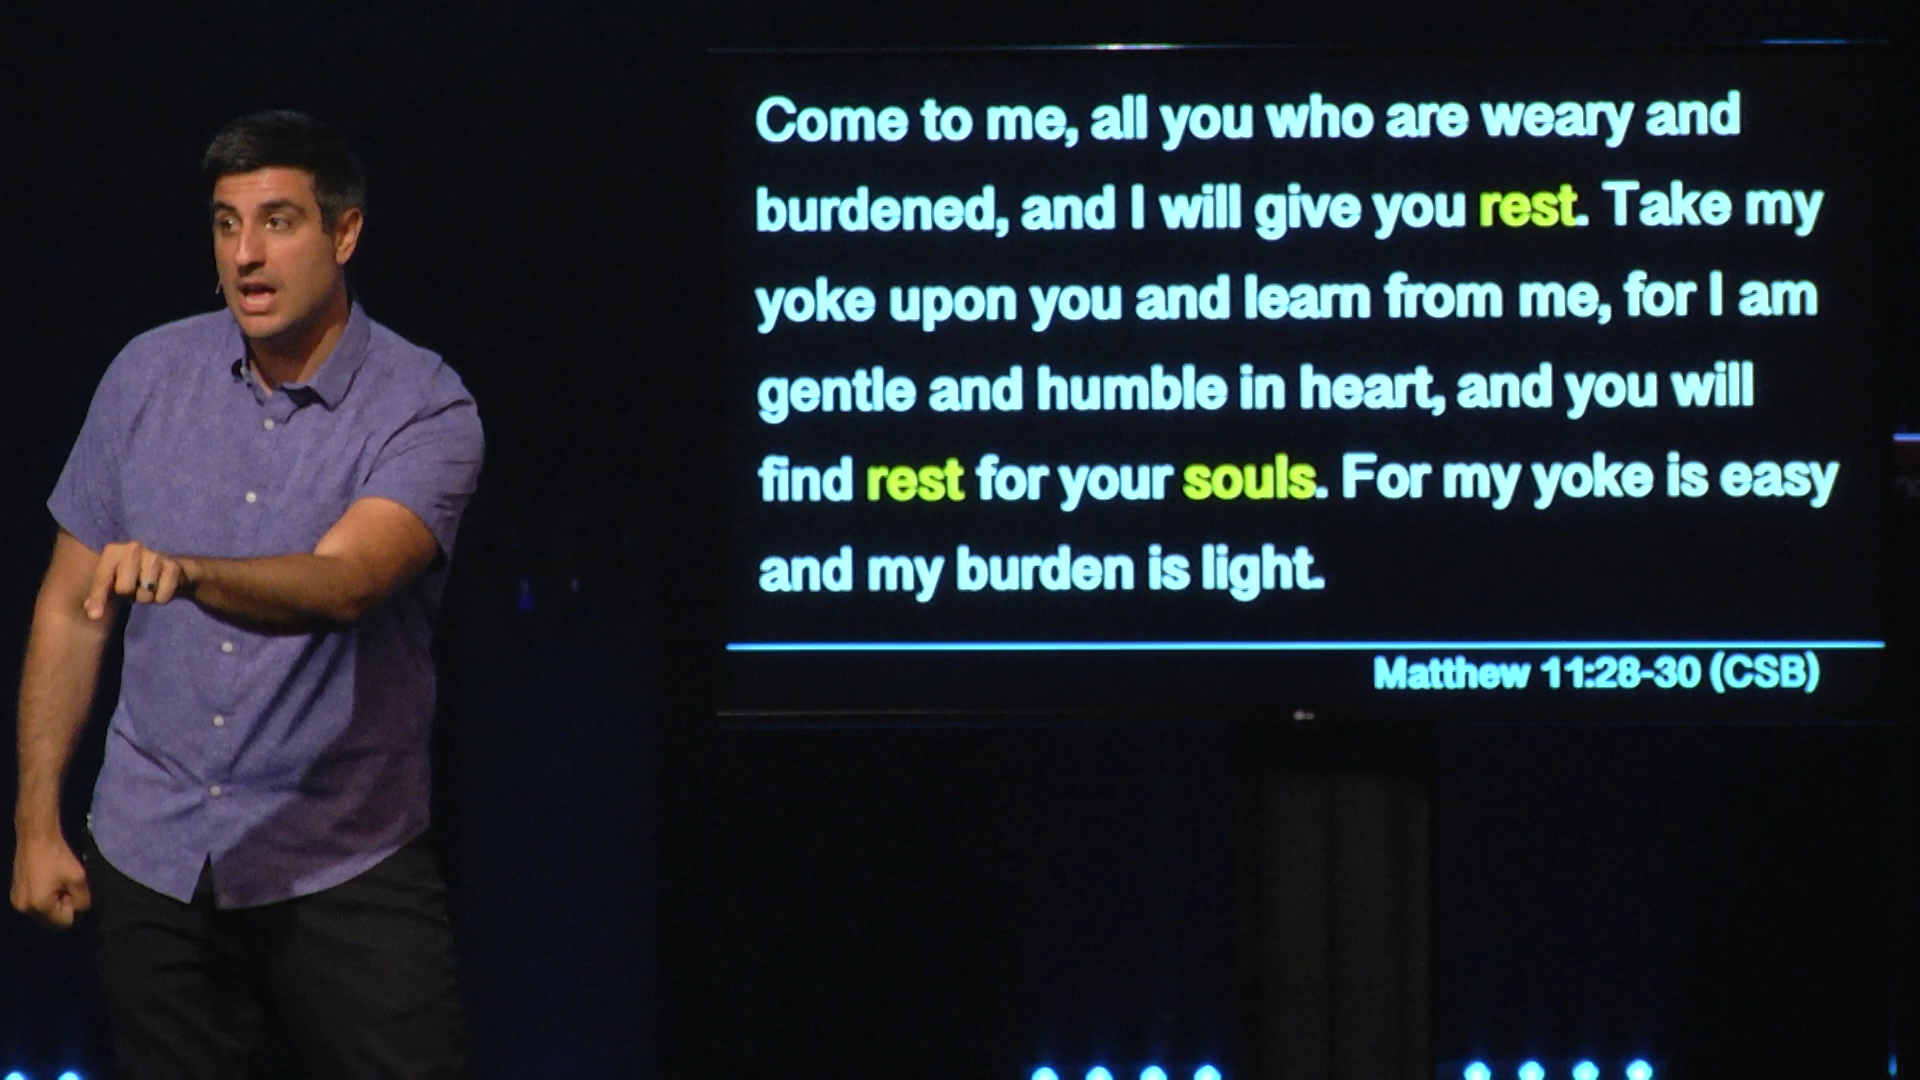 Come to me, all you who are weary and
burdened, and I will give you rest. Take my
yoke upon you and learn from me, for I am
gentle and humble in heart, and you will
find rest for your souls. For my yoke is easy
and my burden is light.
Matthew 11:28-30 (CSB)